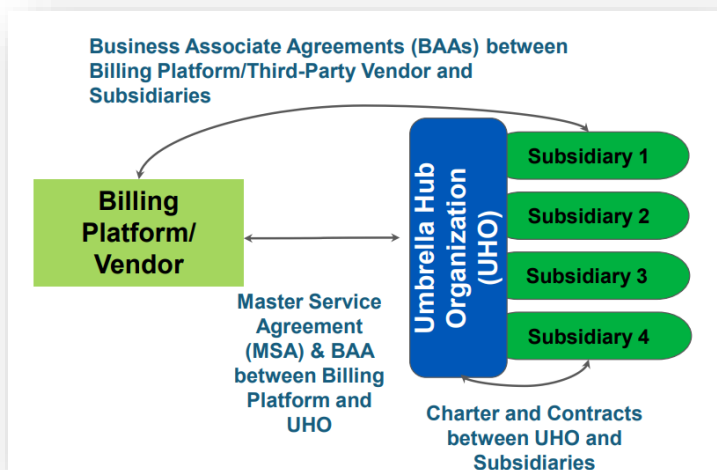 Business Associate Agreements (BAAs) between
Billing Platform/Third-Party Vendor and
Subsidiaries
Billing
Platform/
Vendor
Umbrella Hub
Organization
(UHO)
Subsidiary 1
Subsidiary 2
Subsidiary 3
Subsidiary 4
Master Service
Agreement
(MSA) & BAA
between Billing
Platform and
UHO
Charter and Contracts
between UHO and
Subsidiaries